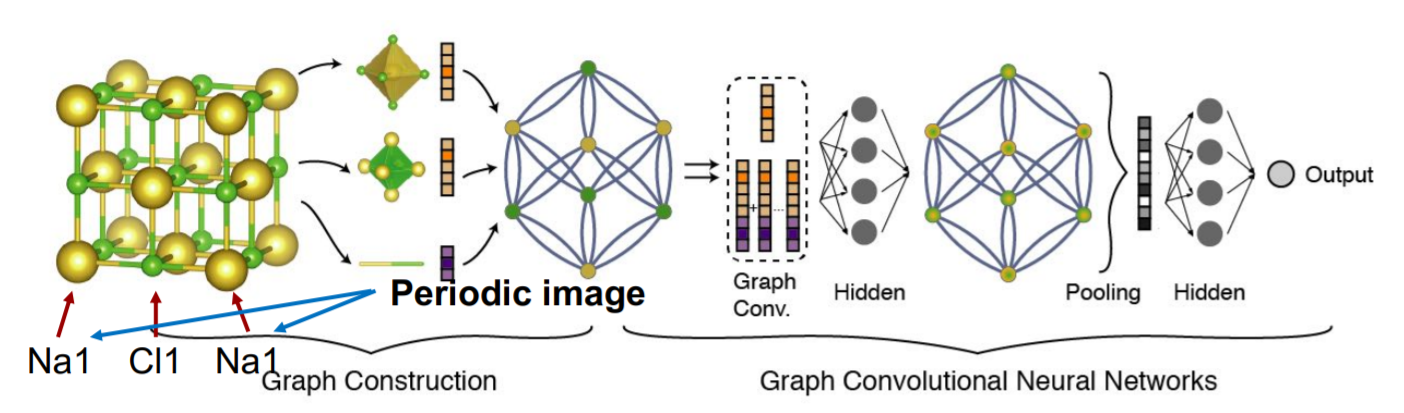 Graph
Conv.
Hidden
Pooling
Hidden
Output
Periodic image
Na1
Cl1
Na1
Graph Construction
Graph Convolutional Neural Networks
+
...